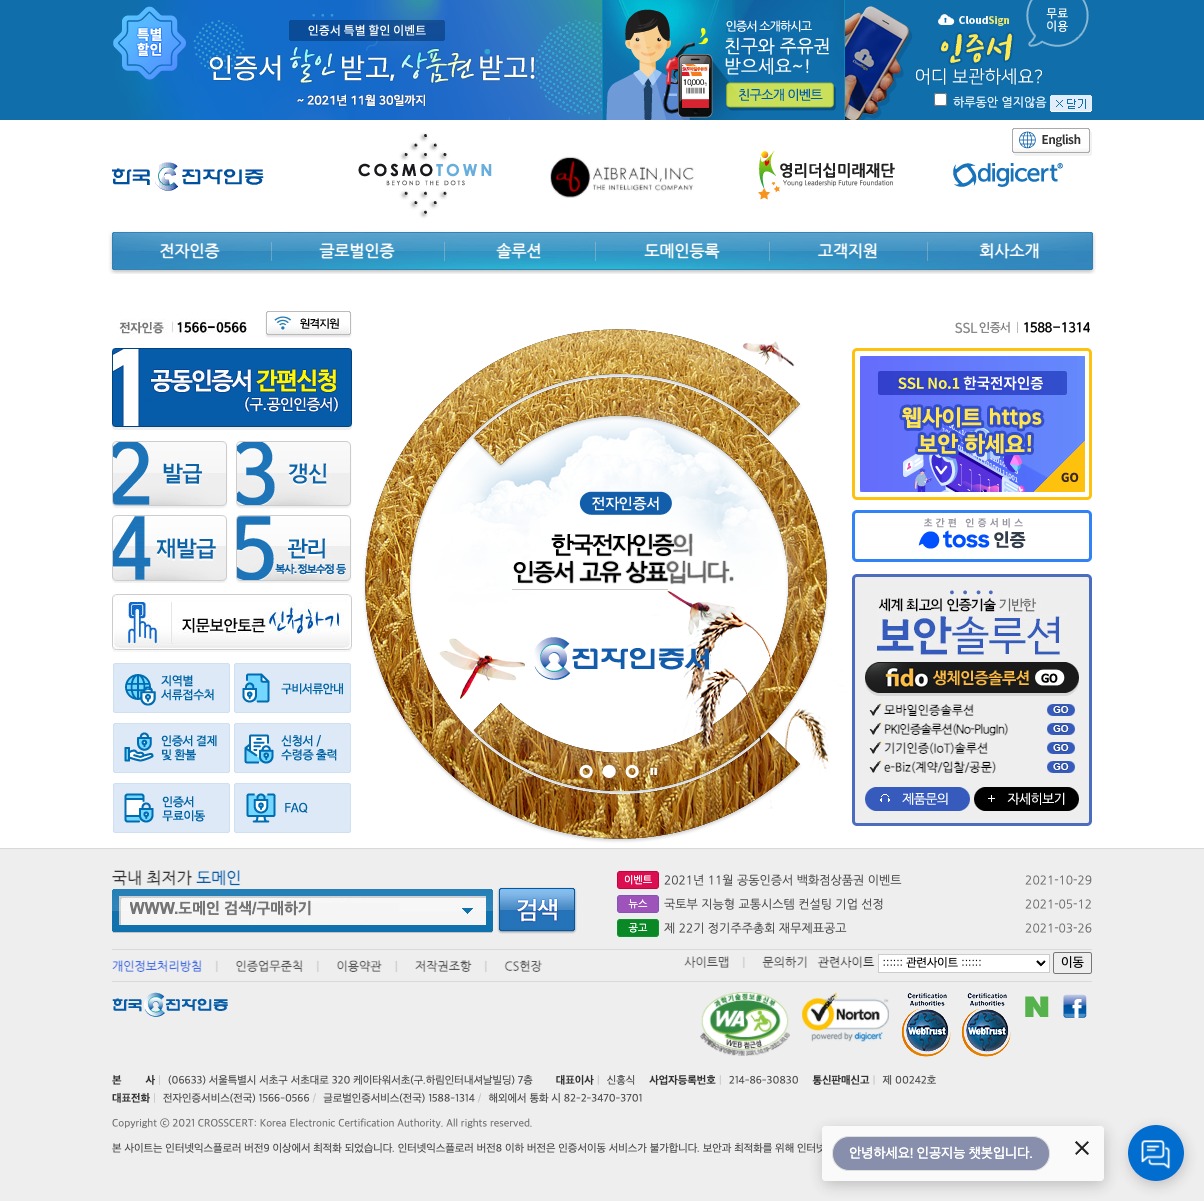 특별
할인
인증서 특별 할인 이벤트
인증서 할인 받고, 상품권 받고!
~ 2021년 11월 30일까지
10,000
인증서 소개하시고
친구와 주유권
받으세요~!
친구소개 이벤트
CloudSign
인증서
어디 보관하세요?
무료
이용
하루동안 열지않음
×닫기
English
한국전자인증
COSMOTOWN
BEYOND THE DOTS
ab AIBRAIN,INC
THE INTELLIGENT COMPANY
영리더십미래재단
Young Leadership Future Foundation
digicert®
전자인증
글로벌인증
솔루션
도메인등록
고객지원
회사소개
전자인증 | 1566-0566
원격지원
SSL 인증서 | 1588-1314
1 공동인증서 간편신청
(구.공인인증서)
2 발급
3 갱신
4 재발급
5 관리
복사.정보수정 등
지문보안토큰 신청하기
지역별
서류접수처
구비서류안내
인증서 결제
및 환불
신청서 /
수령증 출력
인증서
무료이동
FAQ
전자인증서
한국전자인증의
인증서 고유 상표입니다.
전자인증서
SSL No.1 한국전자인증
웹사이트 https
보안 하세요!
GO
초간편 인증서비스
toss 인증
세계 최고의 인증기술 기반한
보안솔루션
fido 생체인증솔루션 GO
모바일인증솔루션 GO
PKI인증솔루션(No-PlugIn) GO
기기인증(IoT)솔루션 GO
e-Biz(계약/입찰/공문) GO
제품문의
+ 자세히보기
국내 최저가 도메인
WWW.도메인 검색/구매하기
검색
이벤트 2021년 11월 공동인증서 백화점상품권 이벤트 2021-10-29
뉴스 국토부 지능형 교통시스템 컨설팅 기업 선정 2021-05-12
공고 제 22기 정기주주총회 재무제표공고 2021-03-26
개인정보처리방침 | 인증업무준칙 | 이용약관 | 저작권조항 | CS헌장
사이트맵 | 문의하기 관련사이트 :::::: 관련사이트 :::::: 이동
한국전자인증
과학기술정보통신부
WA
WEB 접근성
Norton
powered by digicert
Certification
Authorities
WebTrust
Certification
Authorities
WebTrust
N
f
본 사 | (06633) 서울특별시 서초구 서초대로 320 케이타워서초(구.하림인터내셔날빌딩) 7층 대표이사 | 신홍식 사업자등록번호 | 214-86-30830 통신판매신고 | 제 00242호
대표전화 | 전자인증서비스(전국) 1566-0566 / 글로벌인증서비스(전국) 1588-1314 / 해외에서 통화 시 82-2-3470-3701
Copyright ⓒ 2021 CROSSCERT: Korea Electronic Certification Authority. All rights reserved.
본 사이트는 인터넷익스플로러 버전9 이상에서 최적화 되었습니다. 인터넷익스플로러 버전8 이하 버전은 인증서이동 서비스가 불가합니다. 보안과 최적화를 위해
안녕하세요! 인공지능 챗봇입니다.